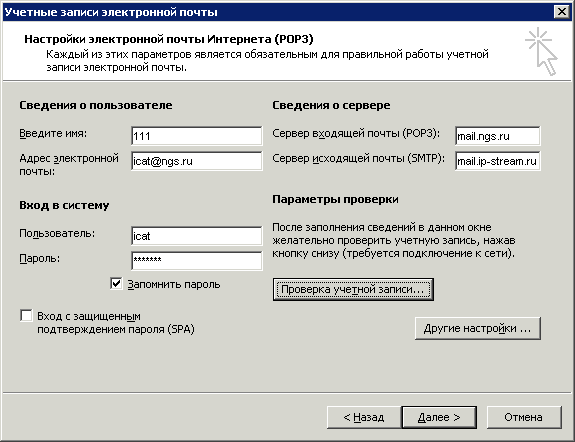 Учетные записи электронной почты
Настройки электронной почты Интернета (POP3)
Каждый из этих параметров является обязательным для правильной работы учетной
записи электронной почты.
Сведения о пользователе
Введите имя: 111
Адрес электронной
почты: icat@ngs.ru
Вход в систему
Пользователь: icat
Пароль: *******
Запомнить пароль
Вход с защищенным
подтверждением пароля (SPA)
Сведения о сервере
Сервер входящей почты (POP3): mail.ngs.ru
Сервер исходящей почты (SMTP): mail.ip-stream.ru
Параметры проверки
После заполнения сведений в данном окне
желательно проверить учетную запись, нажав
кнопку снизу (требуется подключение к сети).
Проверка учетной записи...
Другие настройки ...
< Назад
Далее >
Отмена